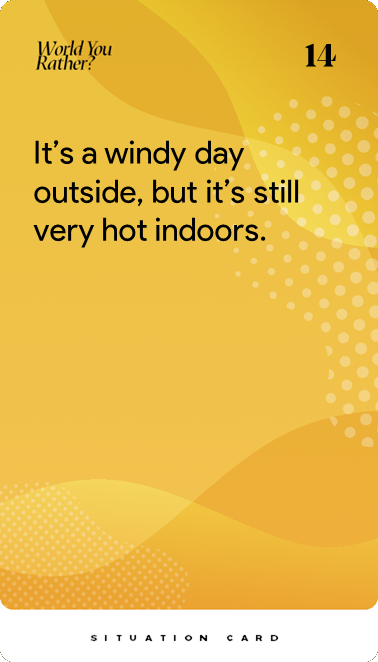 World You
Rather?
14
It’s a windy day
outside, but it’s still
very hot indoors.
SITUATION CARD